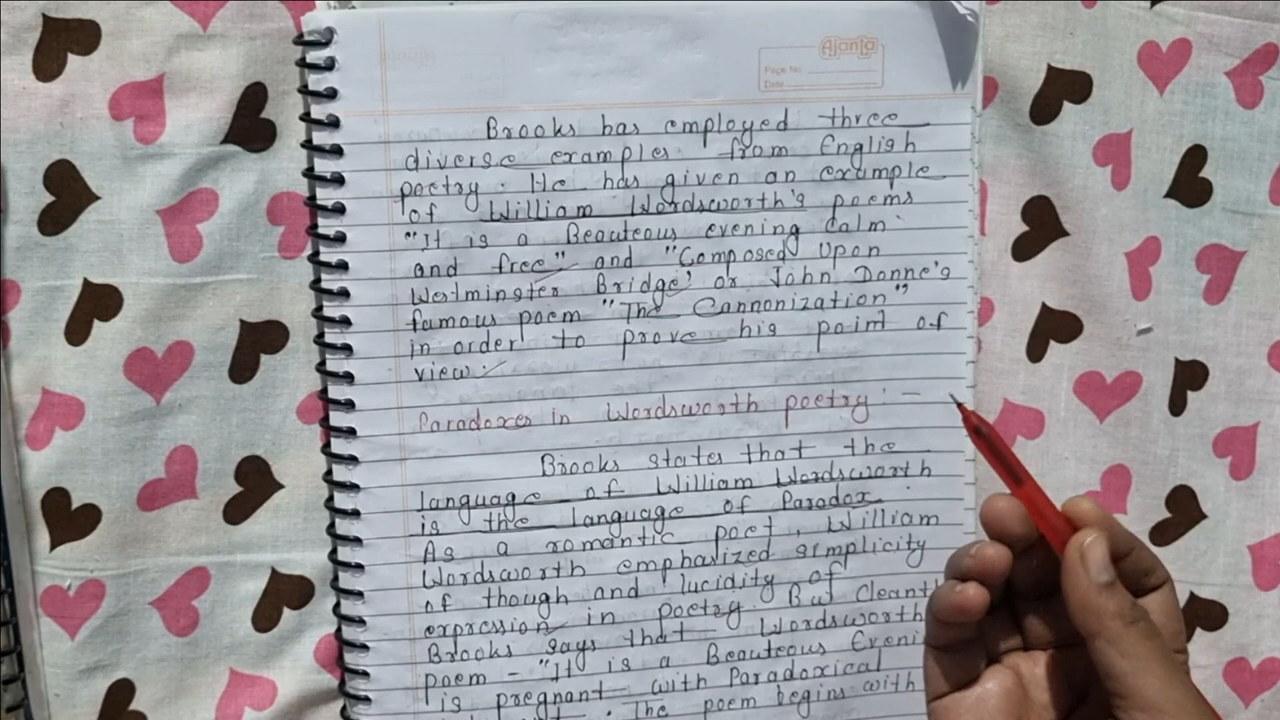 Ajanta
Page No.
Date
Brooks has employed three
diverse examples from English
poetry. He has given an example
of William Wordsworth's poems
"It is a Beauteous evening Calm
and free" and "Composed Upon
Westminster Bridge' or John Donne's
famous poem "The Cannonization"
in order to prove his point of
view.
Paradoxes in Wordsworth poetry : -
Brooks states that the
language of William Wordsworth
is the language of Paradox.
As a romantic poet, William
Wordsworth emphasized simplicity
of though and lucidity of
expression in poetry. But Cleant
Brooks says that Wordsworth
poem - "It is a Beauteous Eveni
is pregnant with Paradoxical
. The poem begins with